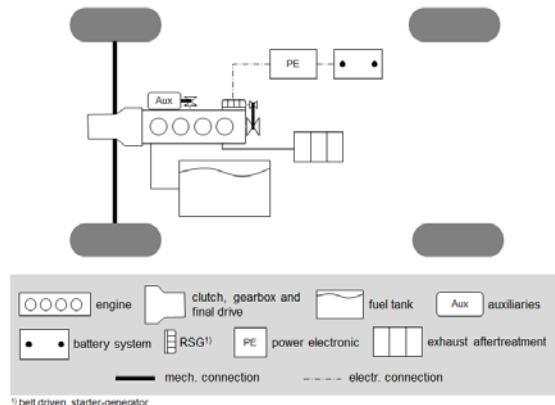 PE
Aux
engine
clutch, gearbox and
final drive
fuel tank
Aux
auxiliaries
battery system
RSG1)
PE
power electronic
exhaust aftertreatment
mech. connection
electr. connection
1) belt driven starter-generator